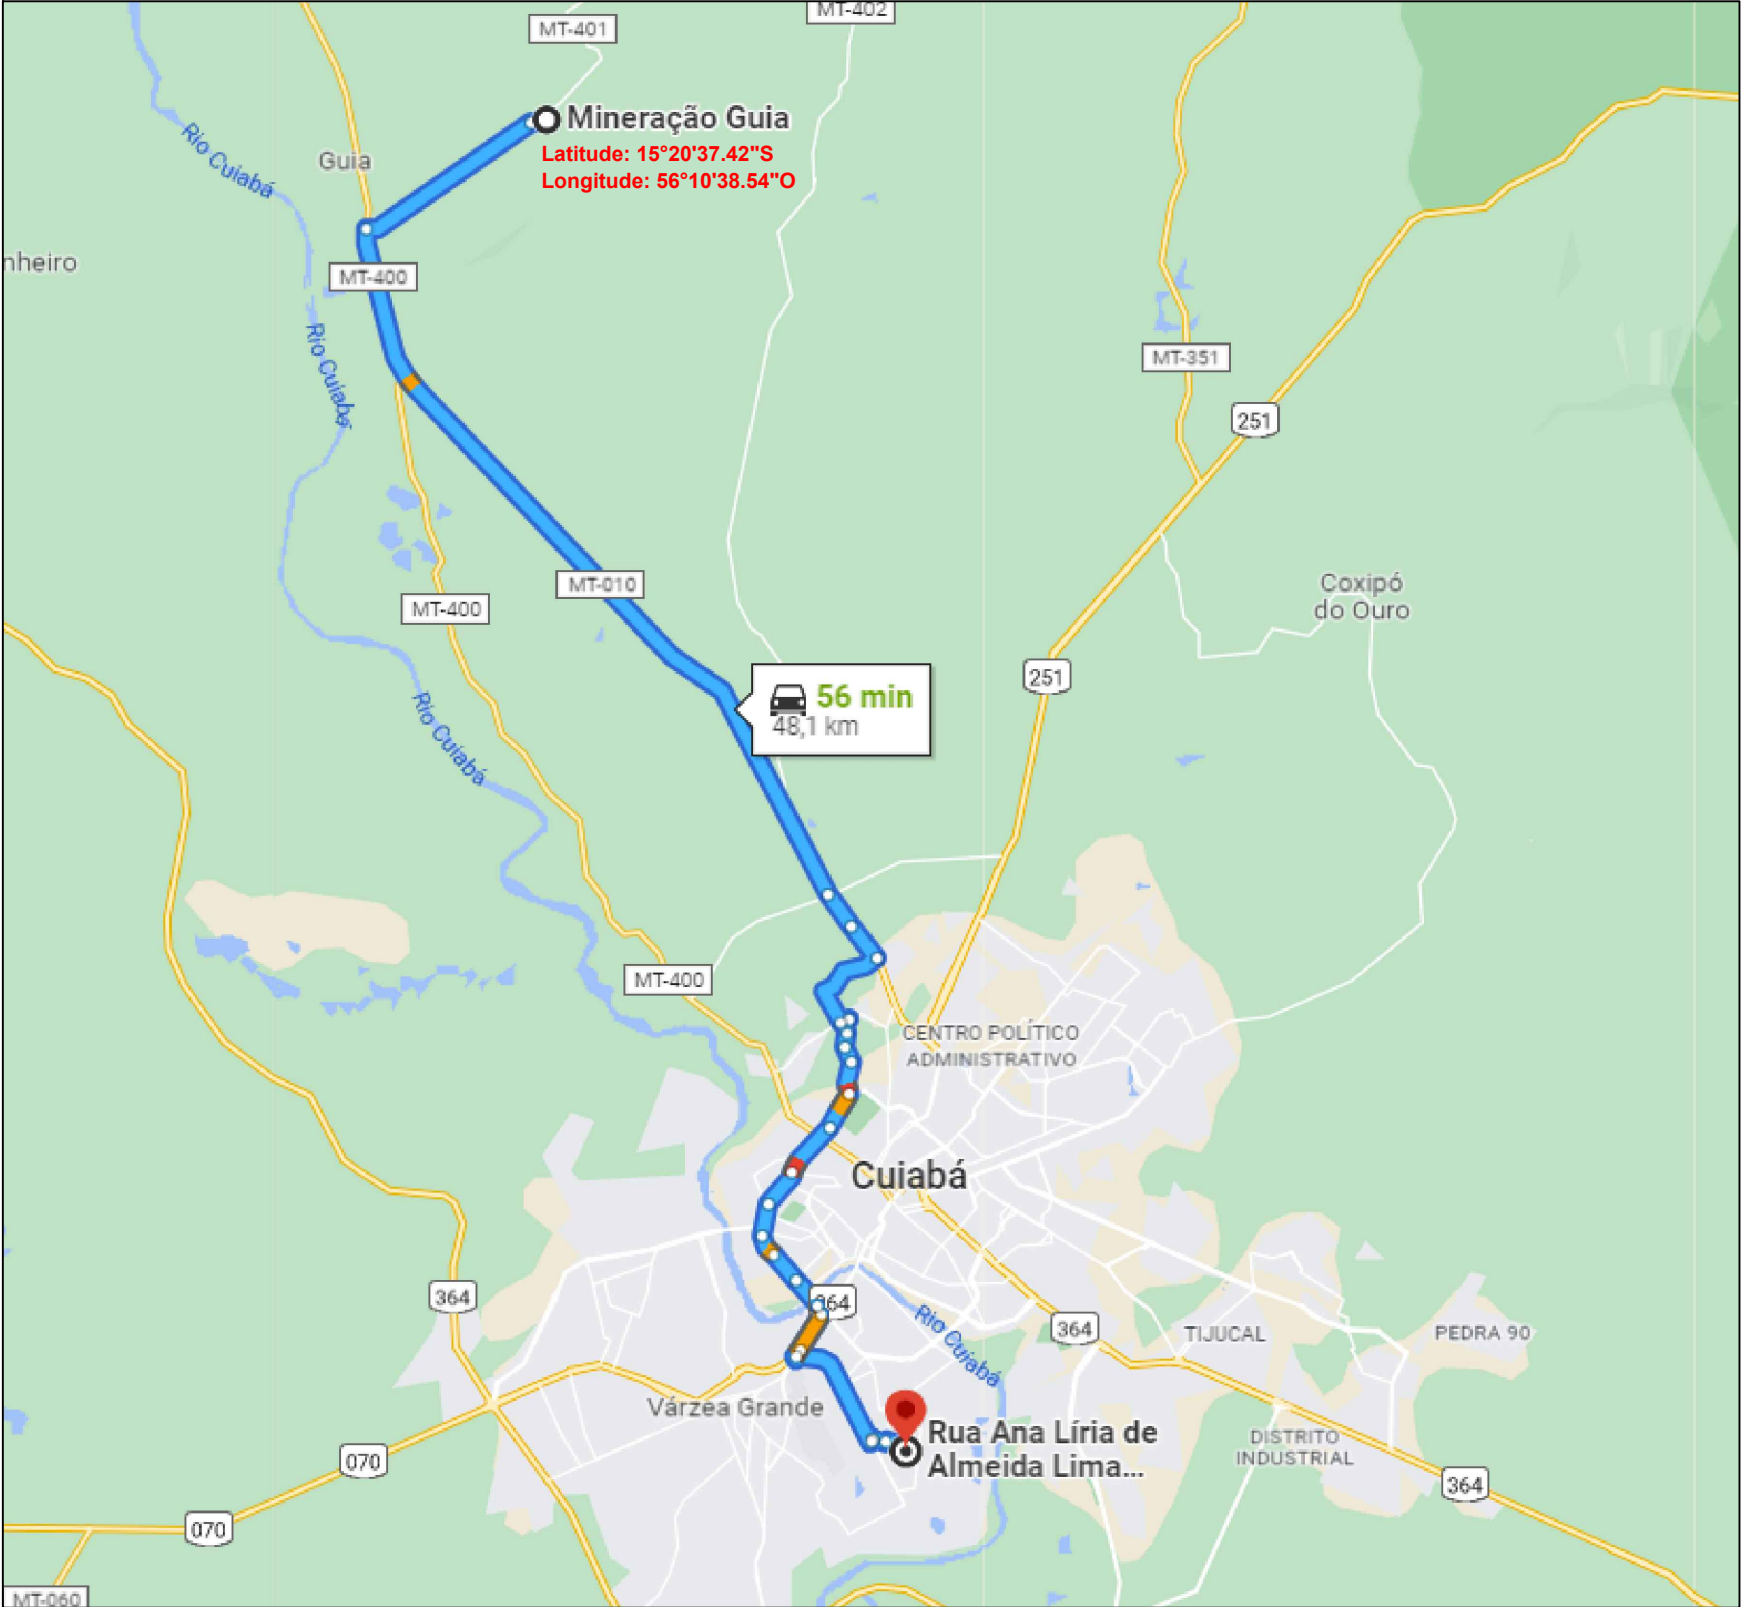 MT-402
MT-401
Mineração Guia
Latitude: 15°20'37.42"S
Longitude: 56°10'38.54"O
Rio Cuiabá
Guia
nheiro
MT-400
Rio Cuiabá
MT-351
251
MT-010
MT-400
Coxipó
do Ouro
251
56 min
48,1 km
Rio Cuiabá
MT-400
CENTRO POLÍTICO
ADMINISTRATIVO
Cuiabá
364
364
Rio Cuiabá
364
TIJUCAL
PEDRA 90
Várzea Grande
Rua Ana Líria de
Almeida Lima...
DISTRITO
INDUSTRIAL
070
364
070
MT-060